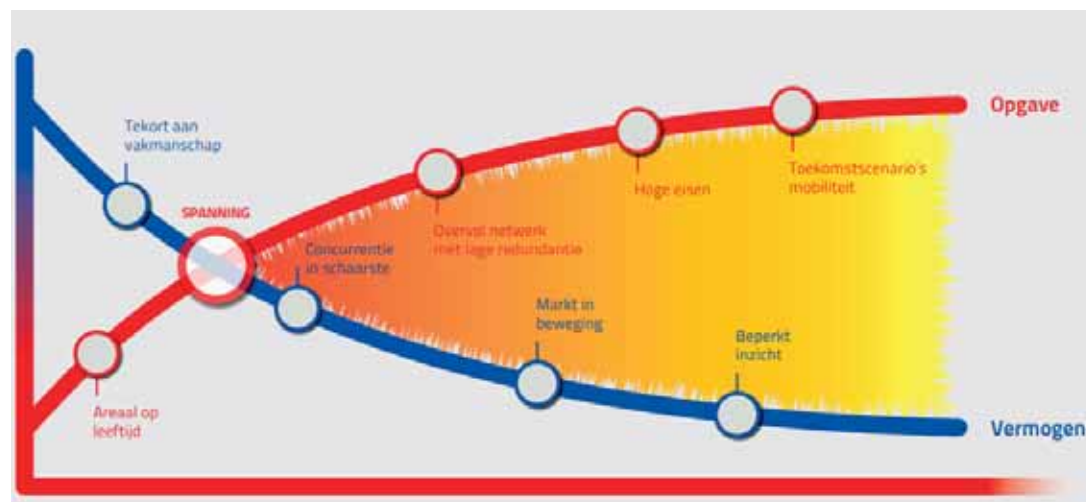 Tekort aan
vakmanschap
SPANNING
Areaal op
leeftijd
Concurrentie
in schaarste
Overvol netwerk
met lage redundantie
Markt in
beweging
Hoge eisen
Beperkt
inzicht
Toekomstscenario's
mobiliteit
Opgave
Vermogen